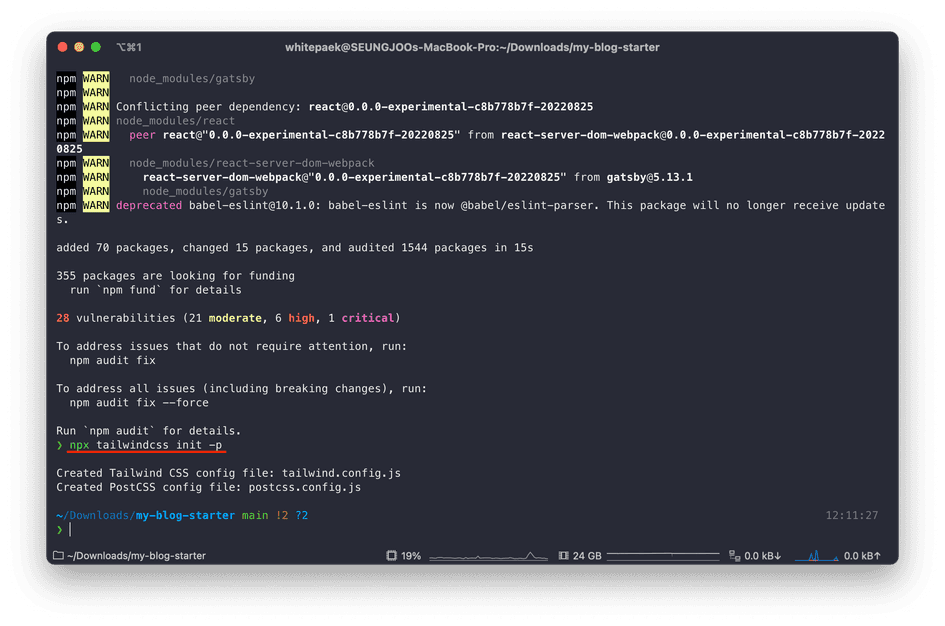 ⌥⌘1
whitepaek@SEUNGJOOs-MacBook-Pro:~/Downloads/my-blog-starter
npm WARN   node_modules/gatsby
npm WARN
npm WARN Conflicting peer dependency: react@0.0.0-experimental-c8b778b7f-20220825
npm WARN node_modules/react
npm WARN   peer react@"0.0.0-experimental-c8b778b7f-20220825" from react-server-dom-webpack@0.0.0-experimental-c8b778b7f-2022
0825
npm WARN   node_modules/react-server-dom-webpack
npm WARN     react-server-dom-webpack@"0.0.0-experimental-c8b778b7f-20220825" from gatsby@5.13.1
npm WARN     node_modules/gatsby
npm WARN deprecated babel-eslint@10.1.0: babel-eslint is now @babel/eslint-parser. This package will no longer receive update
s.
added 70 packages, changed 15 packages, and audited 1544 packages in 15s
355 packages are looking for funding
  run `npm fund` for details
28 vulnerabilities (21 moderate, 6 high, 1 critical)
To address issues that do not require attention, run:
  npm audit fix
To address all issues (including breaking changes), run:
  npm audit fix --force
Run `npm audit` for details.
❯ npx tailwindcss init -p
Created Tailwind CSS config file: tailwind.config.js
Created PostCSS config file: postcss.config.js
~/Downloads/my-blog-starter main !2 ?2 12:11:27
❯
~/Downloads/my-blog-starter 19% 24 GB 0.0 kB↓ 0.0 kB↑